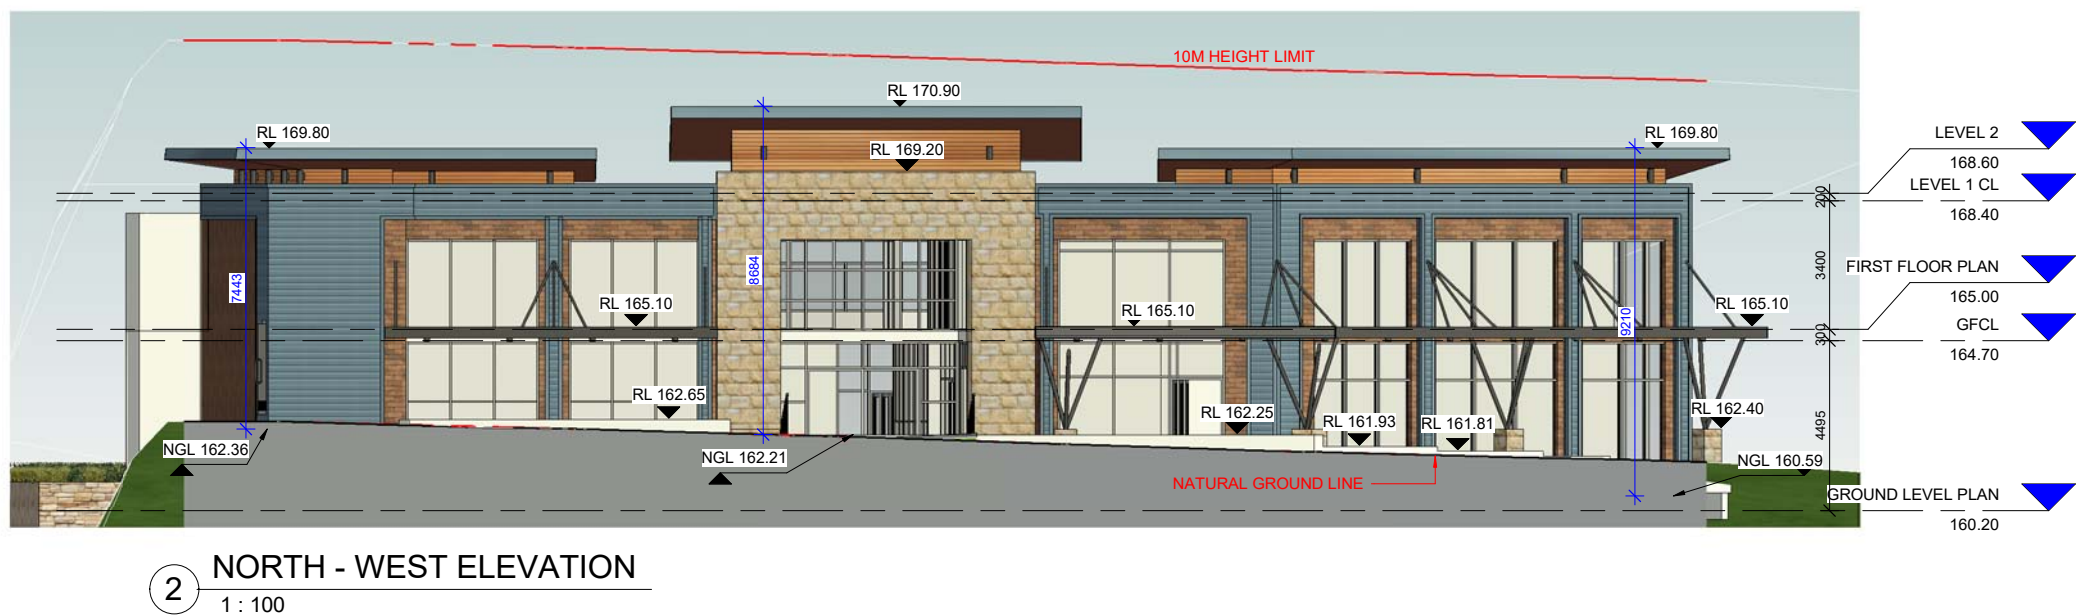 10M HEIGHT LIMIT
RL 170.90
RL 169.80
RL 169.20
RL 169.80
LEVEL 2
168.60
200
LEVEL 1 CL
168.40
7443
8684
3400
FIRST FLOOR PLAN
165.00
RL 165.10
RL 165.10
RL 165.10
9210
300
GFCL
164.70
RL 162.65
RL 162.25
RL 161.93
RL 161.81
RL 162.40
4495
NGL 162.36
NGL 162.21
NGL 160.59
NATURAL GROUND LINE
GROUND LEVEL PLAN
160.20
2
NORTH - WEST ELEVATION
1 : 100